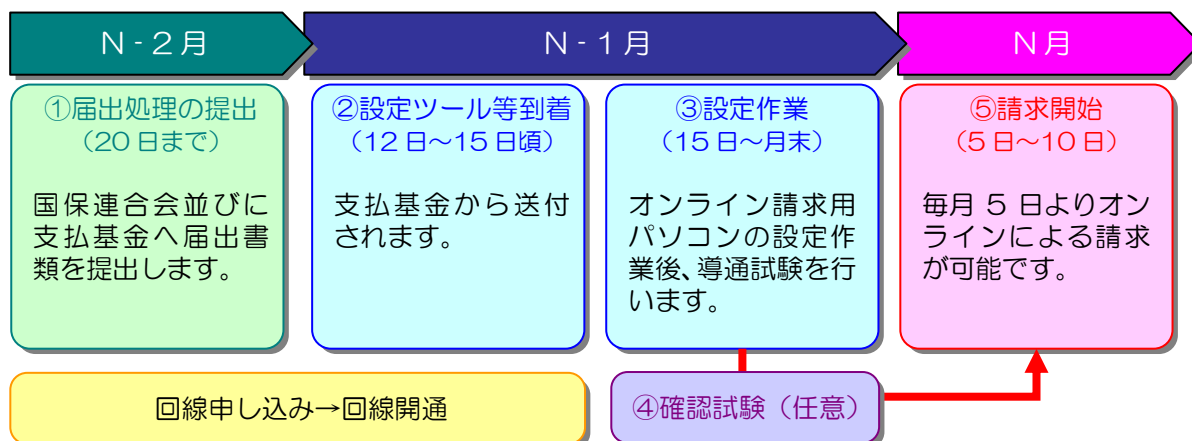 N-2月
N-1月
N月
①届出処理の提出
（20日まで）
国保連合会並びに
支払基金へ届出書
類を提出します。
②設定ツール等到着
（12日～15日頃）
支払基金から送付
されます。
③設定作業
（15日～月末）
オンライン請求用
パソコンの設定作
業後、導通試験を行
います。
⑤請求開始
（5日～10日）
毎月 5 日よりオン
ラインによる請求
が可能です。
回線申し込み→回線開通
④確認試験（任意）